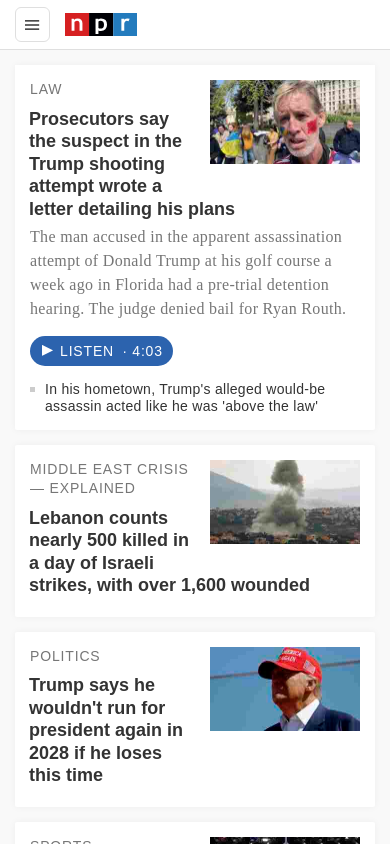 npr
LAW
Prosecutors say
the suspect in the
Trump shooting
attempt wrote a
letter detailing his plans
The man accused in the apparent assassination
attempt of Donald Trump at his golf course a
week ago in Florida had a pre-trial detention
hearing. The judge denied bail for Ryan Routh.
LISTEN · 4:03
In his hometown, Trump's alleged would-be
assassin acted like he was 'above the law'
MIDDLE EAST CRISIS
— EXPLAINED
Lebanon counts
nearly 500 killed in
a day of Israeli
strikes, with over 1,600 wounded
POLITICS
Trump says he
wouldn't run for
president again in
2028 if he loses
this time
SPORTS